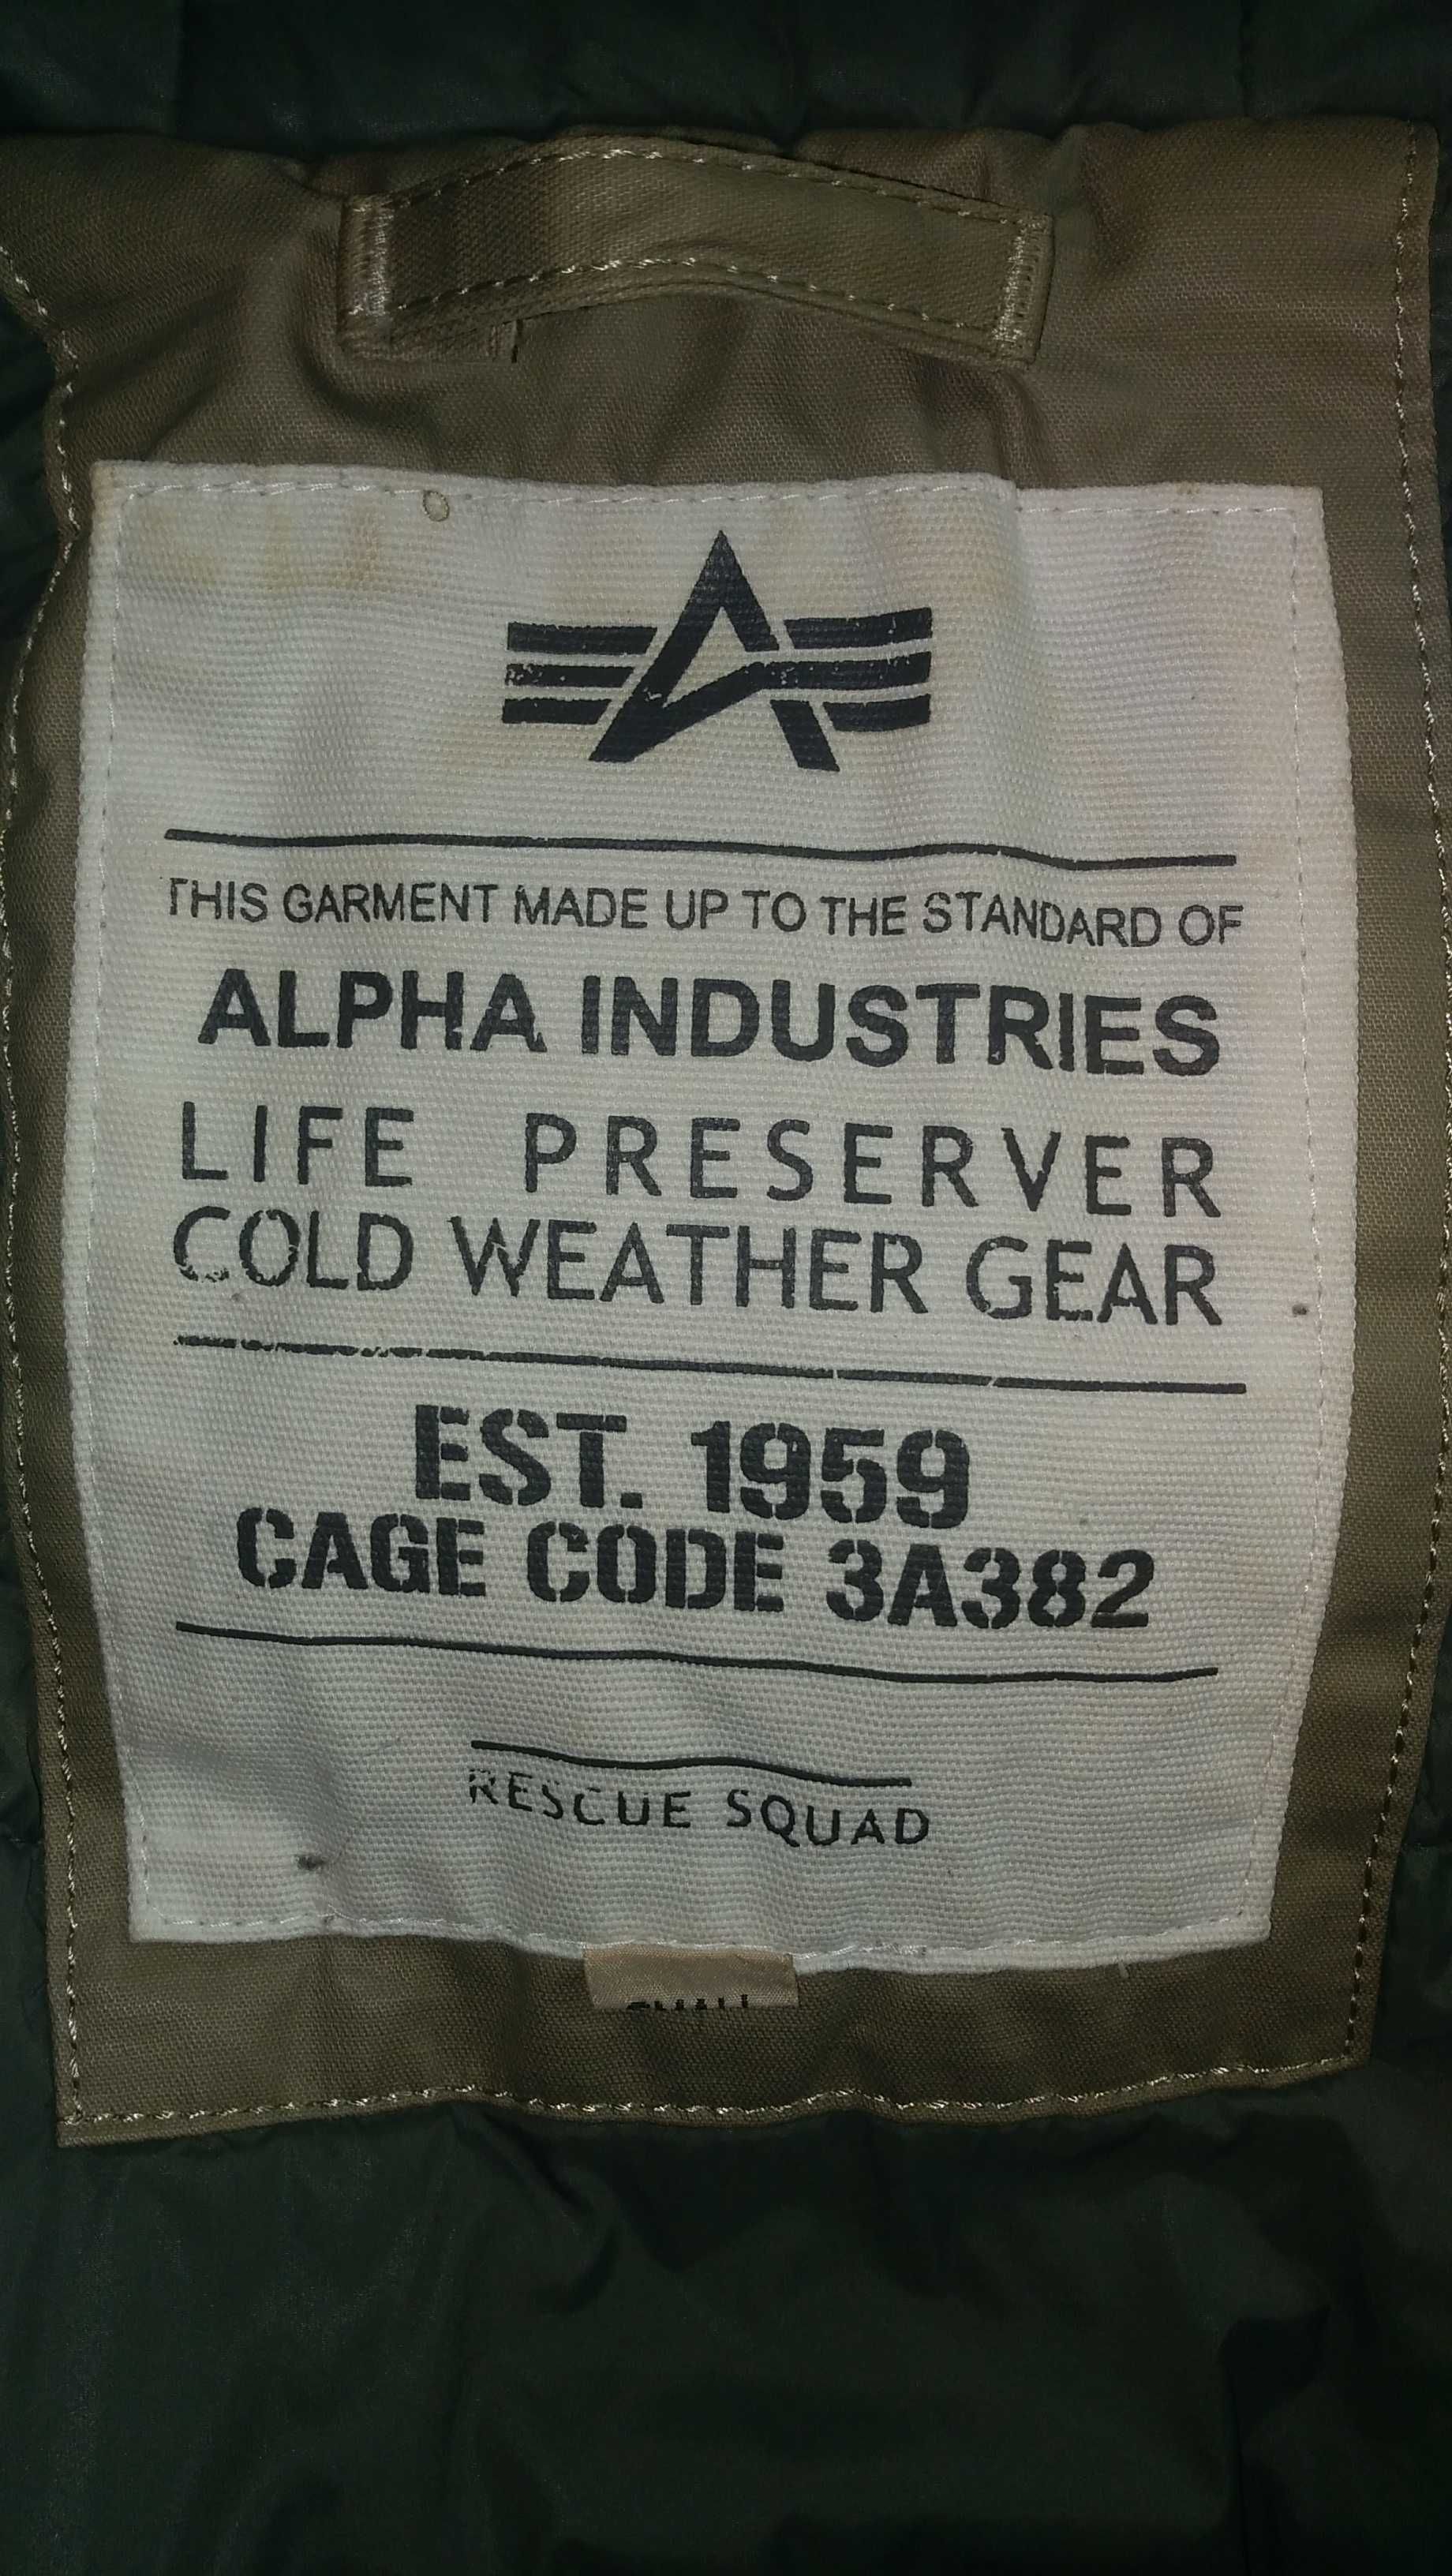 THIS GARMENT MADE UP TO THE STANDARD OF
ALPHA INDUSTRIES
LIFE PRESERVER
COLD WEATHER GEAR
EST. 1959
CAGE CODE 3A382
RESCUE SQUAD